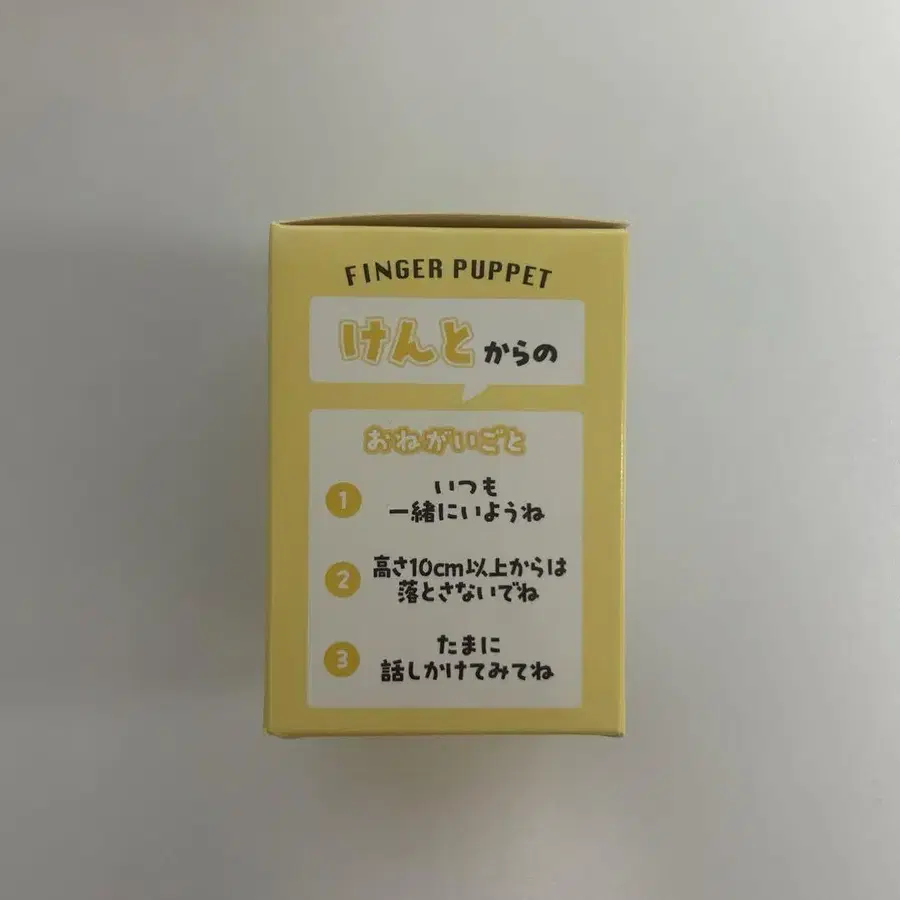 FINGER PUPPET
けんとからの
おねがいごと
1 いつも
一緒にいようね
2 高さ10cm以上からは
落とさないでね
3 たまに
話しかけてみてね